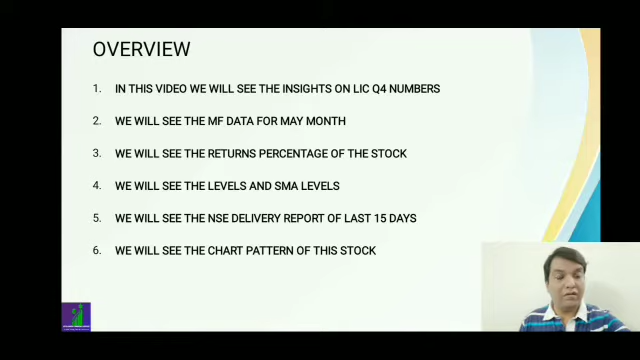 OVERVIEW
1. IN THIS VIDEO WE WILL SEE THE INSIGHTS ON LIC Q4 NUMBERS
2. WE WILL SEE THE MF DATA FOR MAY MONTH
3. WE WILL SEE THE RETURNS PERCENTAGE OF THE STOCK
4. WE WILL SEE THE LEVELS AND SMA LEVELS
5. WE WILL SEE THE NSE DELIVERY REPORT OF LAST 15 DAYS
6. WE WILL SEE THE CHART PATTERN OF THIS STOCK